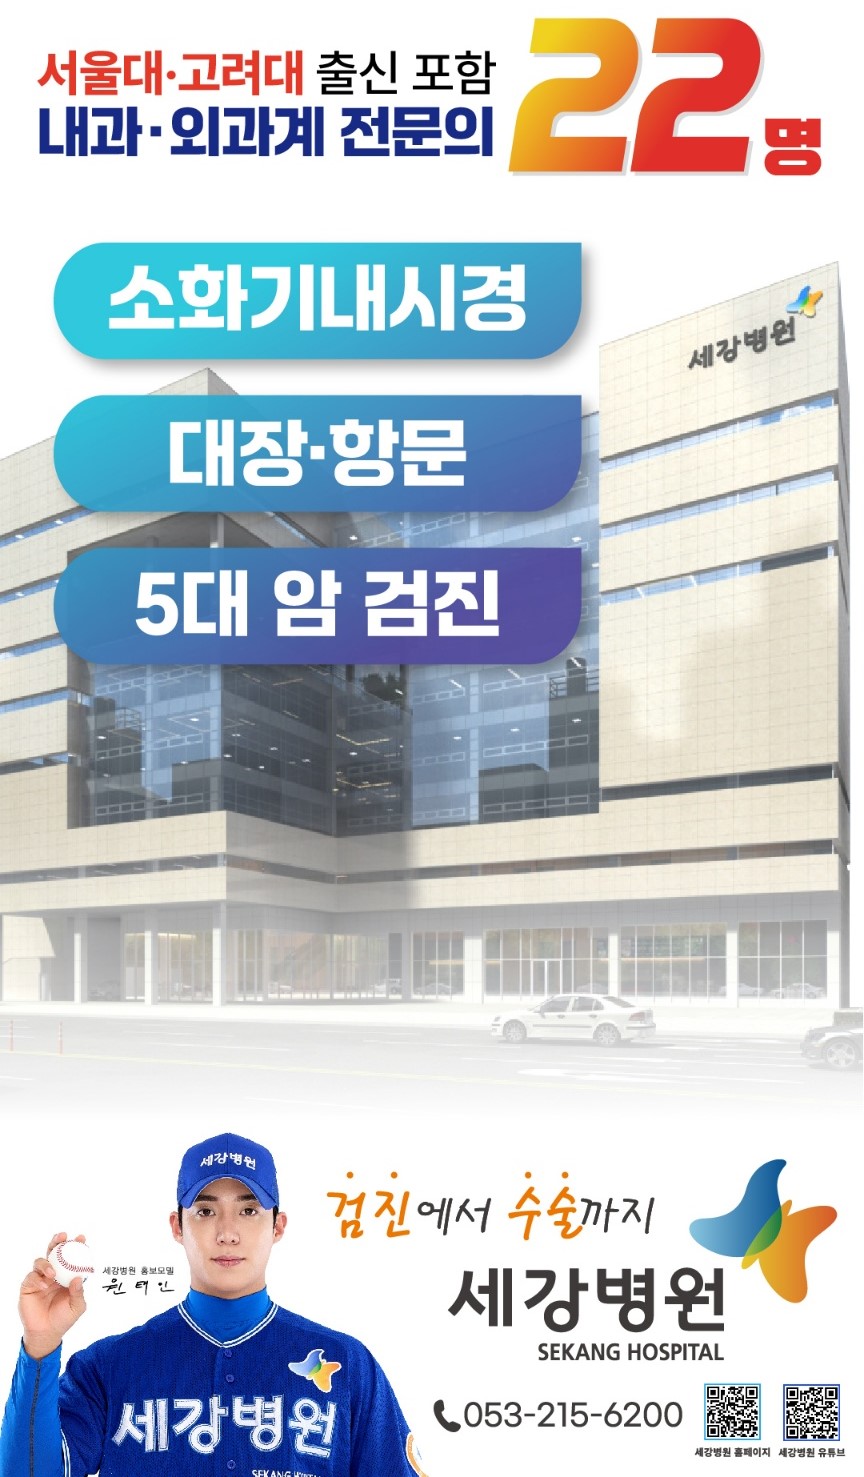 서울대·고려대 출신 포함
내과·외과계 전문의
22명
소화기내시경
세강병원
대장·항문
5대 암 검진
세강병원
검진에서 수술까지
세강병원 홍보모델
원태인
세강병원
SEKANG HOSPITAL
세강병원
SEKANG HOSPITAL
053-215-6200
세강병원 홈페이지
세강병원 유튜브